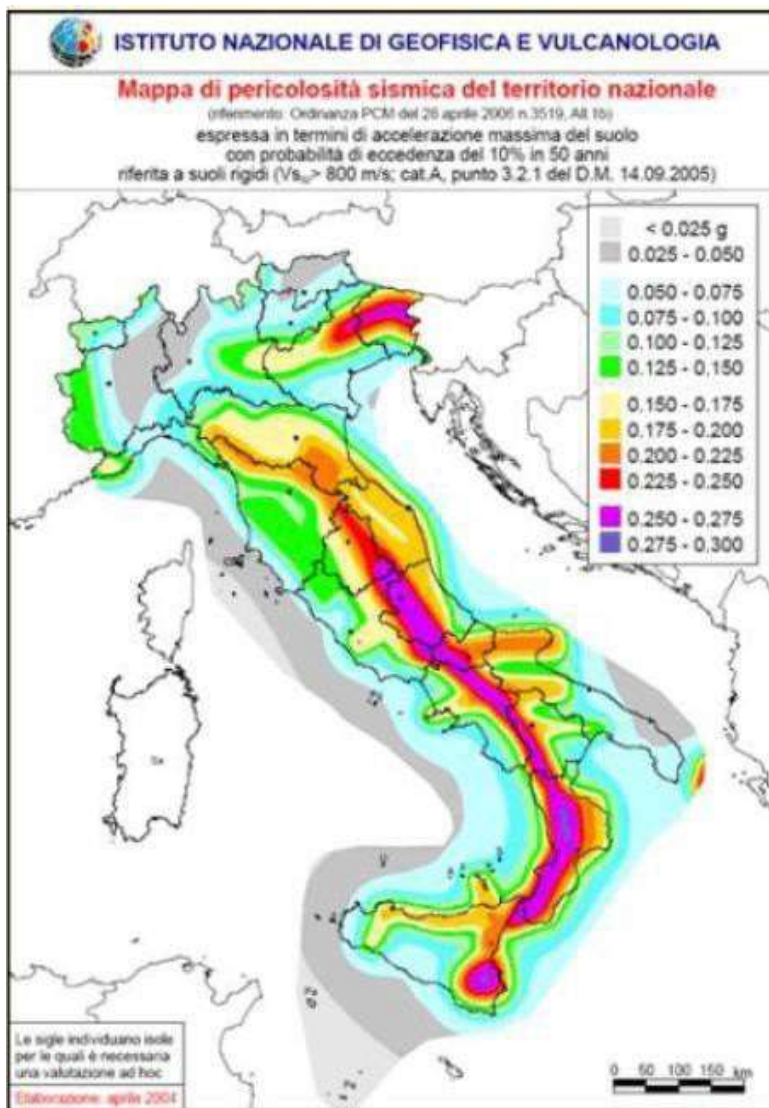 ISTITUTO NAZIONALE DI GEOFISICA E VULCANOLOGIA
Mappa di pericolosità sismica del territorio nazionale
(riferimento: Ordinanza PCM del 28 aprile 2006 n.3519, All.1b)
espressa in termini di accelerazione massima del suolo
con probabilità di eccedenza del 10% in 50 anni
riferita a suoli rigidi (Vs₃₀> 800 m/s; cat.A, punto 3.2.1 del D.M. 14.09.2005)
< 0.025 g
0.025 - 0.050
0.050 - 0.075
0.075 - 0.100
0.100 - 0.125
0.125 - 0.150
0.150 - 0.175
0.175 - 0.200
0.200 - 0.225
0.225 - 0.250
0.250 - 0.275
0.275 - 0.300
Le sigle individuano isole
per le quali è necessaria
una valutazione ad hoc
Elaborazione: aprile 2004
0 50 100 150
km